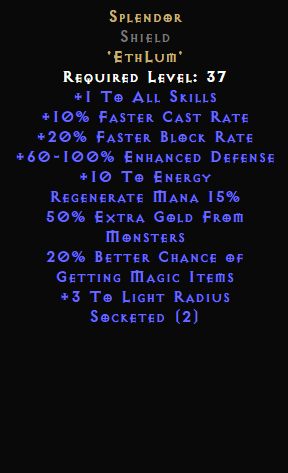 Splendor
Shield
'EthLum'
Required Level: 37
+1 To All Skills
+10% Faster Cast Rate
+20% Faster Block Rate
+60-100% Enhanced Defense
+10 To Energy
Regenerate Mana 15%
50% Extra Gold From
Monsters
20% Better Chance of
Getting Magic Items
+3 To Light Radius
Socketed (2)